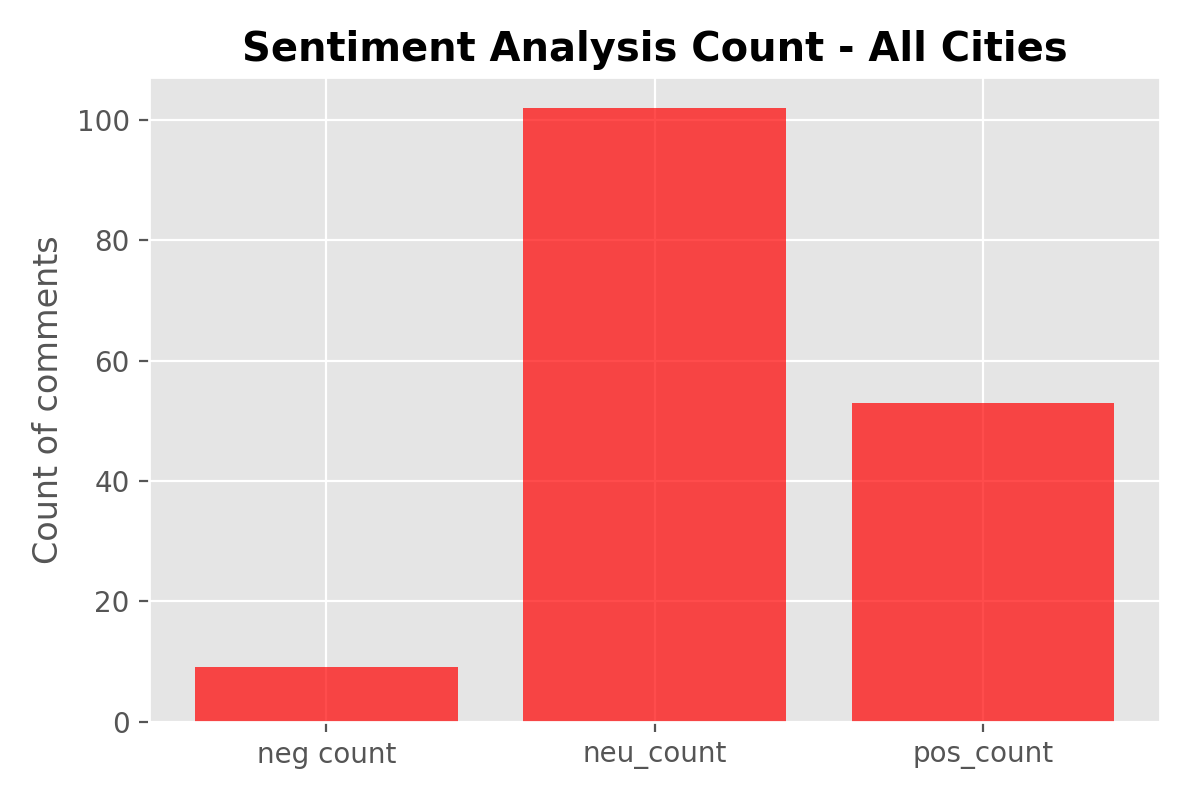 Sentiment Analysis Count - All Cities
Count of comments
100
80
60
40
20
0
neg count
neu_count
pos_count